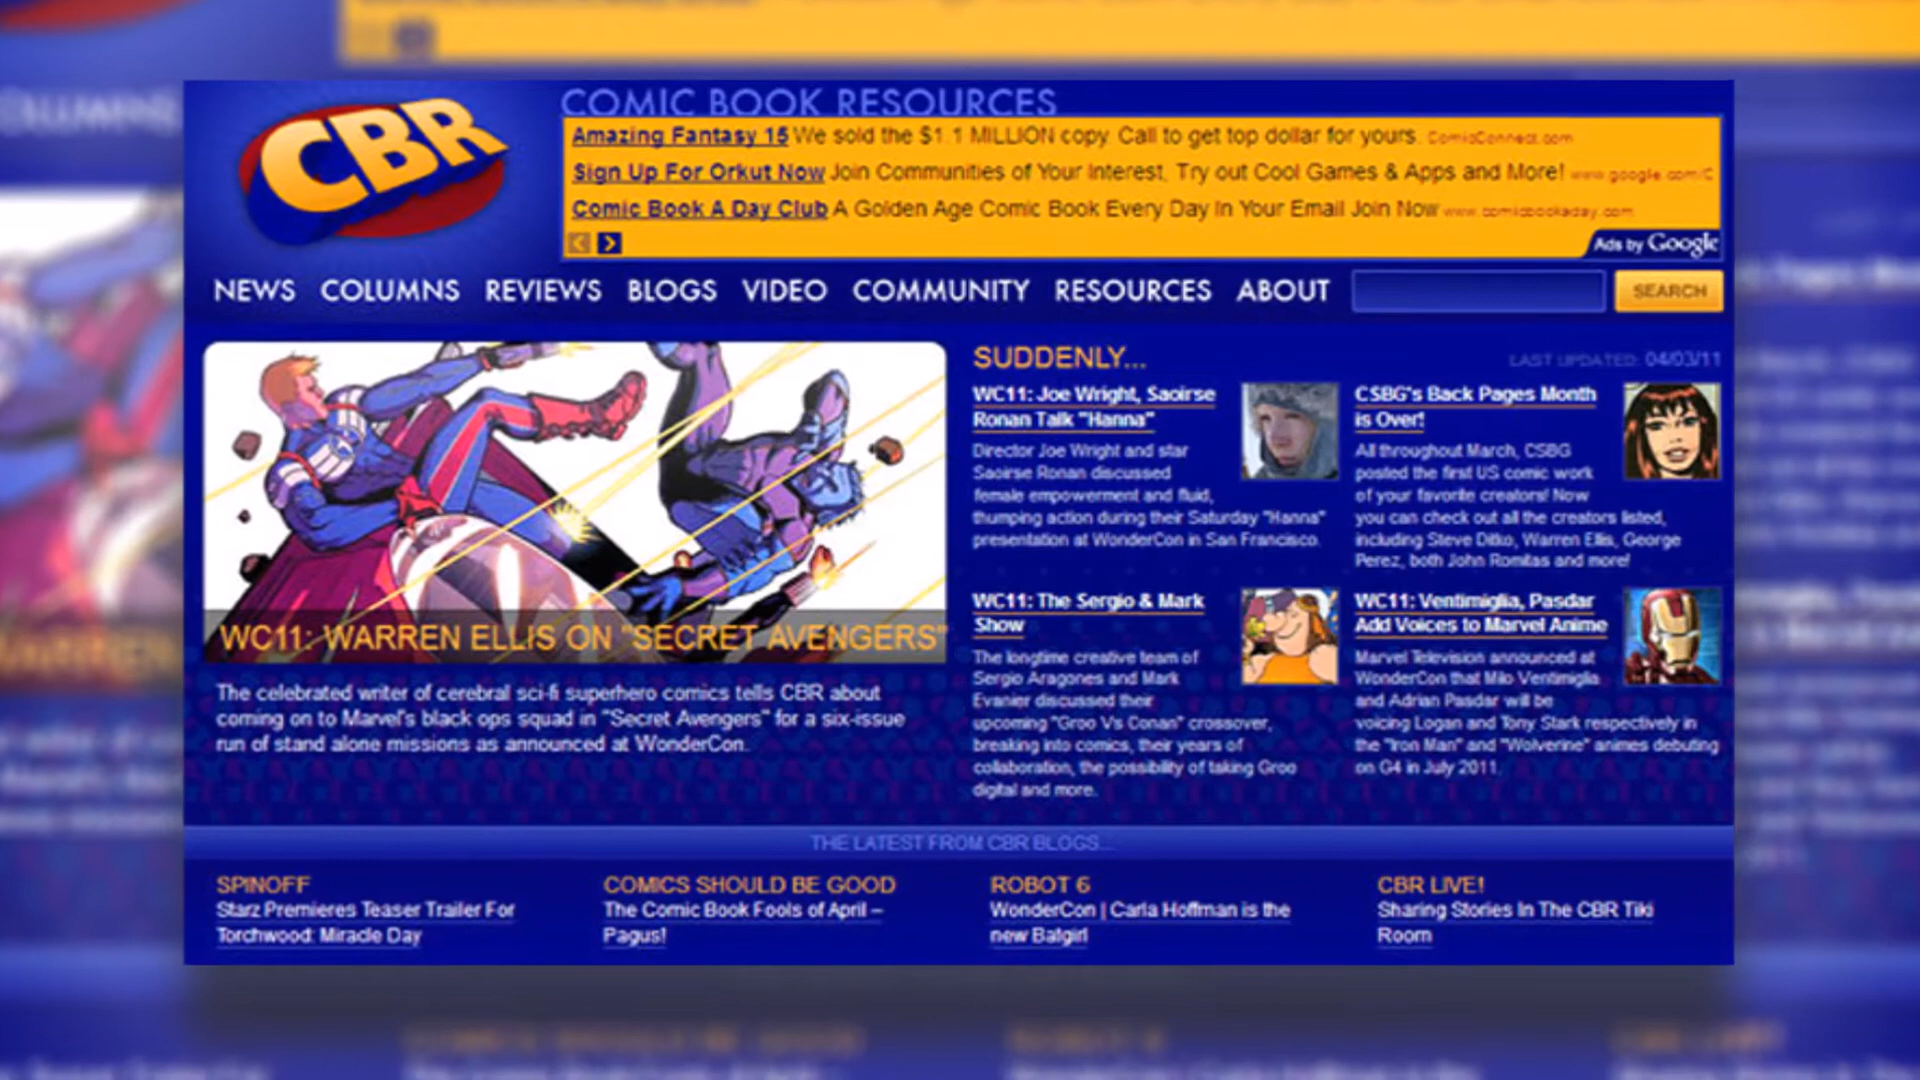 CBR
COMIC BOOK RESOURCES
Amazing Fantasy 15 We sold the $1.1 MILLION copy. Call to get top dollar for yours. ComicConnect.com
Sign Up For Orkut Now Join Communities of Your Interest, Try out Cool Games & Apps and More! www.google.com/C
Comic Book A Day Club A Golden Age Comic Book Every Day In Your Email Join Now www.comicbookaday.com
Ads by Google
NEWS COLUMNS REVIEWS BLOGS VIDEO COMMUNITY RESOURCES ABOUT SEARCH
WC11: WARREN ELLIS ON "SECRET AVENGERS"
The celebrated writer of cerebral sci-fi superhero comics tells CBR about
coming on to Marvel's black ops squad in "Secret Avengers" for a six-issue
run of stand alone missions as announced at WonderCon.
SUDDENLY...
LAST UPDATED: 04/03/11
WC11: Joe Wright, Saoirse
Ronan Talk "Hanna"
Director Joe Wright and star
Saoirse Ronan discussed
female empowerment and fluid,
thumping action during their Saturday "Hanna"
presentation at WonderCon in San Francisco.
CSBG's Back Pages Month
is Over!
All throughout March, CSBG
posted the first US comic work
of your favorite creators! Now
you can check out all the creators listed,
including Steve Ditko, Warren Ellis, George
Perez, both John Romitas and more!
WC11: The Sergio & Mark
Show
The longtime creative team of
Sergio Aragones and Mark
Evanier discussed their
upcoming "Groo Vs Conan" crossover,
breaking into comics, their years of
collaboration, the possibility of taking Groo
digital and more.
WC11: Ventimiglia, Pasdar
Add Voices to Marvel Anime
Marvel Television announced at
WonderCon that Milo Ventimiglia
and Adrian Pasdar will be
voicing Logan and Tony Stark respectively in
the "Iron Man" and "Wolverine" animes debuting
on G4 in July 2011.
THE LATEST FROM CBR BLOGS...
SPINOFF
Starz Premieres Teaser Trailer For
Torchwood: Miracle Day
COMICS SHOULD BE GOOD
The Comic Book Fools of April –
Pagus!
ROBOT 6
WonderCon | Carla Hoffman is the
new Batgirl
CBR LIVE!
Sharing Stories In The CBR Tiki
Room